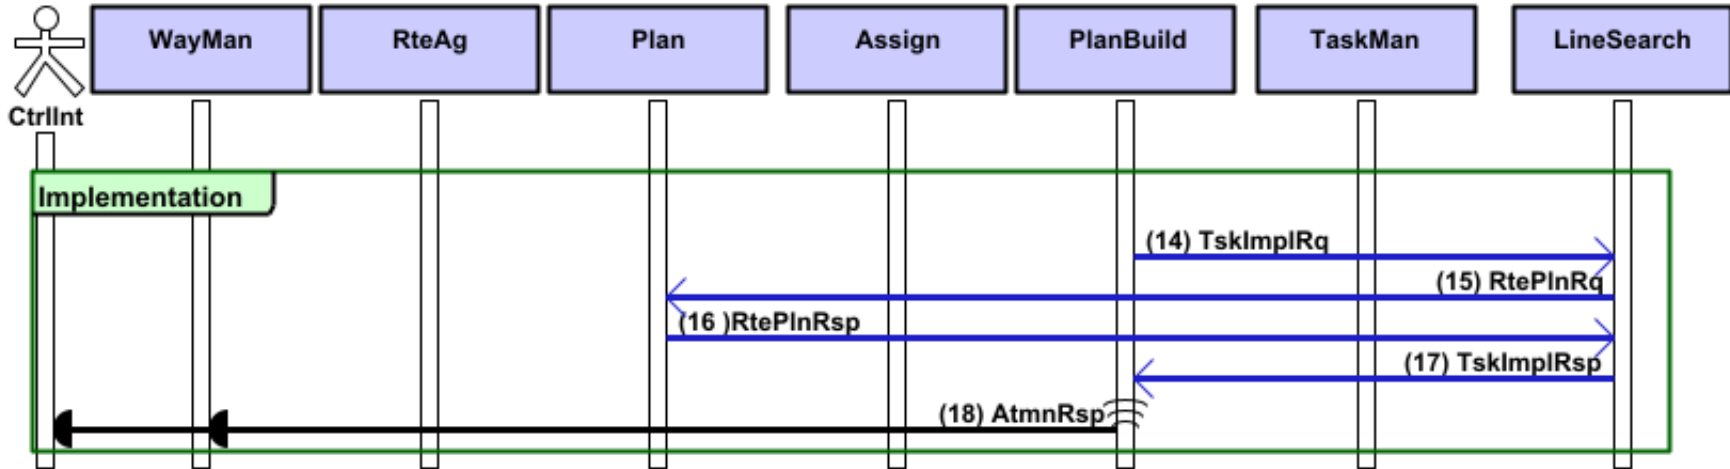 WayMan
RteAg
Plan
Assign
PlanBuild
TaskMan
LineSearch
CtrlInt
Implementation
(14) TskImplRq
(15) RtePlnRq
(16 )RtePlnRsp
(17) TskImplRsp
(18) AtmnRsp